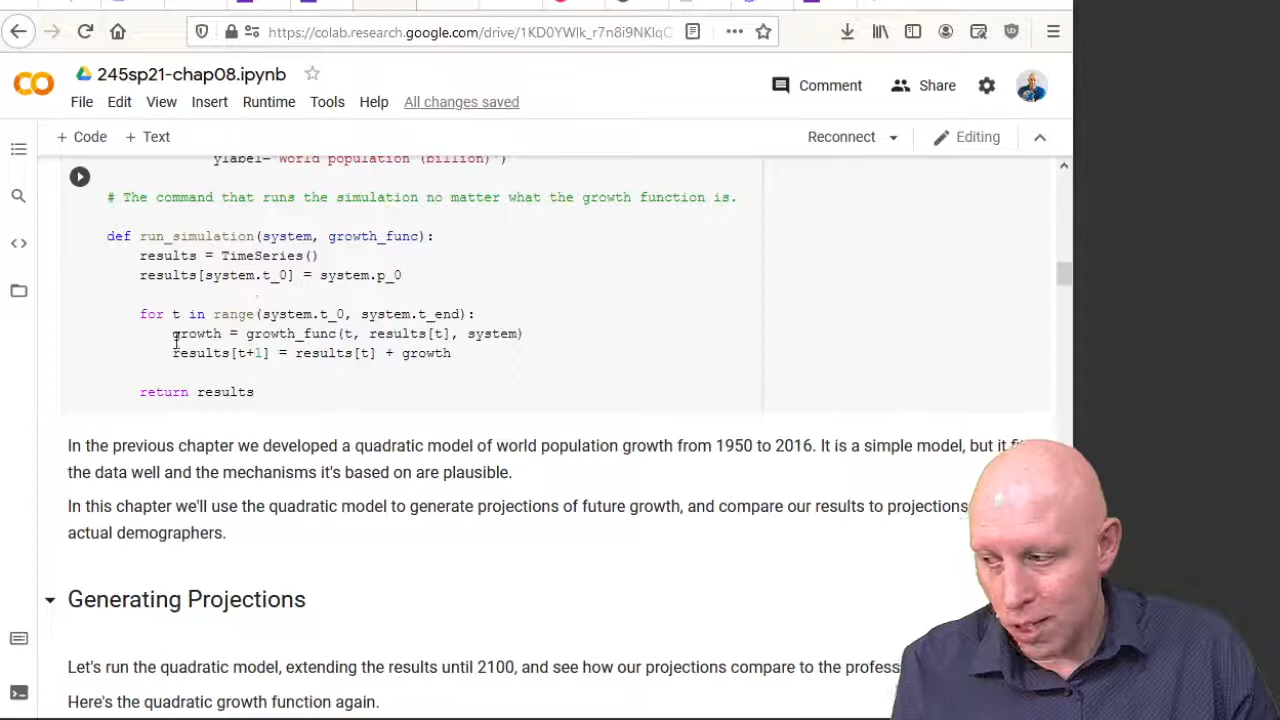 https://colab.research.google.com/drive/1KD0YWlk_r7n8i9NKlqC
245sp21-chap08.ipynb
Comment
Share
File Edit View Insert Runtime Tools Help All changes saved
+ Code + Text
Reconnect
Editing
ylabel='World population (billion)')
# The command that runs the simulation no matter what the growth function is.
def run_simulation(system, growth_func):
results = TimeSeries()
results[system.t_0] = system.p_0
for t in range(system.t_0, system.t_end):
growth = growth_func(t, results[t], system)
results[t+1] = results[t] + growth
return results
In the previous chapter we developed a quadratic model of world population growth from 1950 to 2016. It is a simple model, but it
the data well and the mechanisms it's based on are plausible.
In this chapter we'll use the quadratic model to generate projections of future growth, and compare our results to projections
actual demographers.
Generating Projections
Let's run the quadratic model, extending the results until 2100, and see how our projections compare to the
Here's the quadratic growth function again.